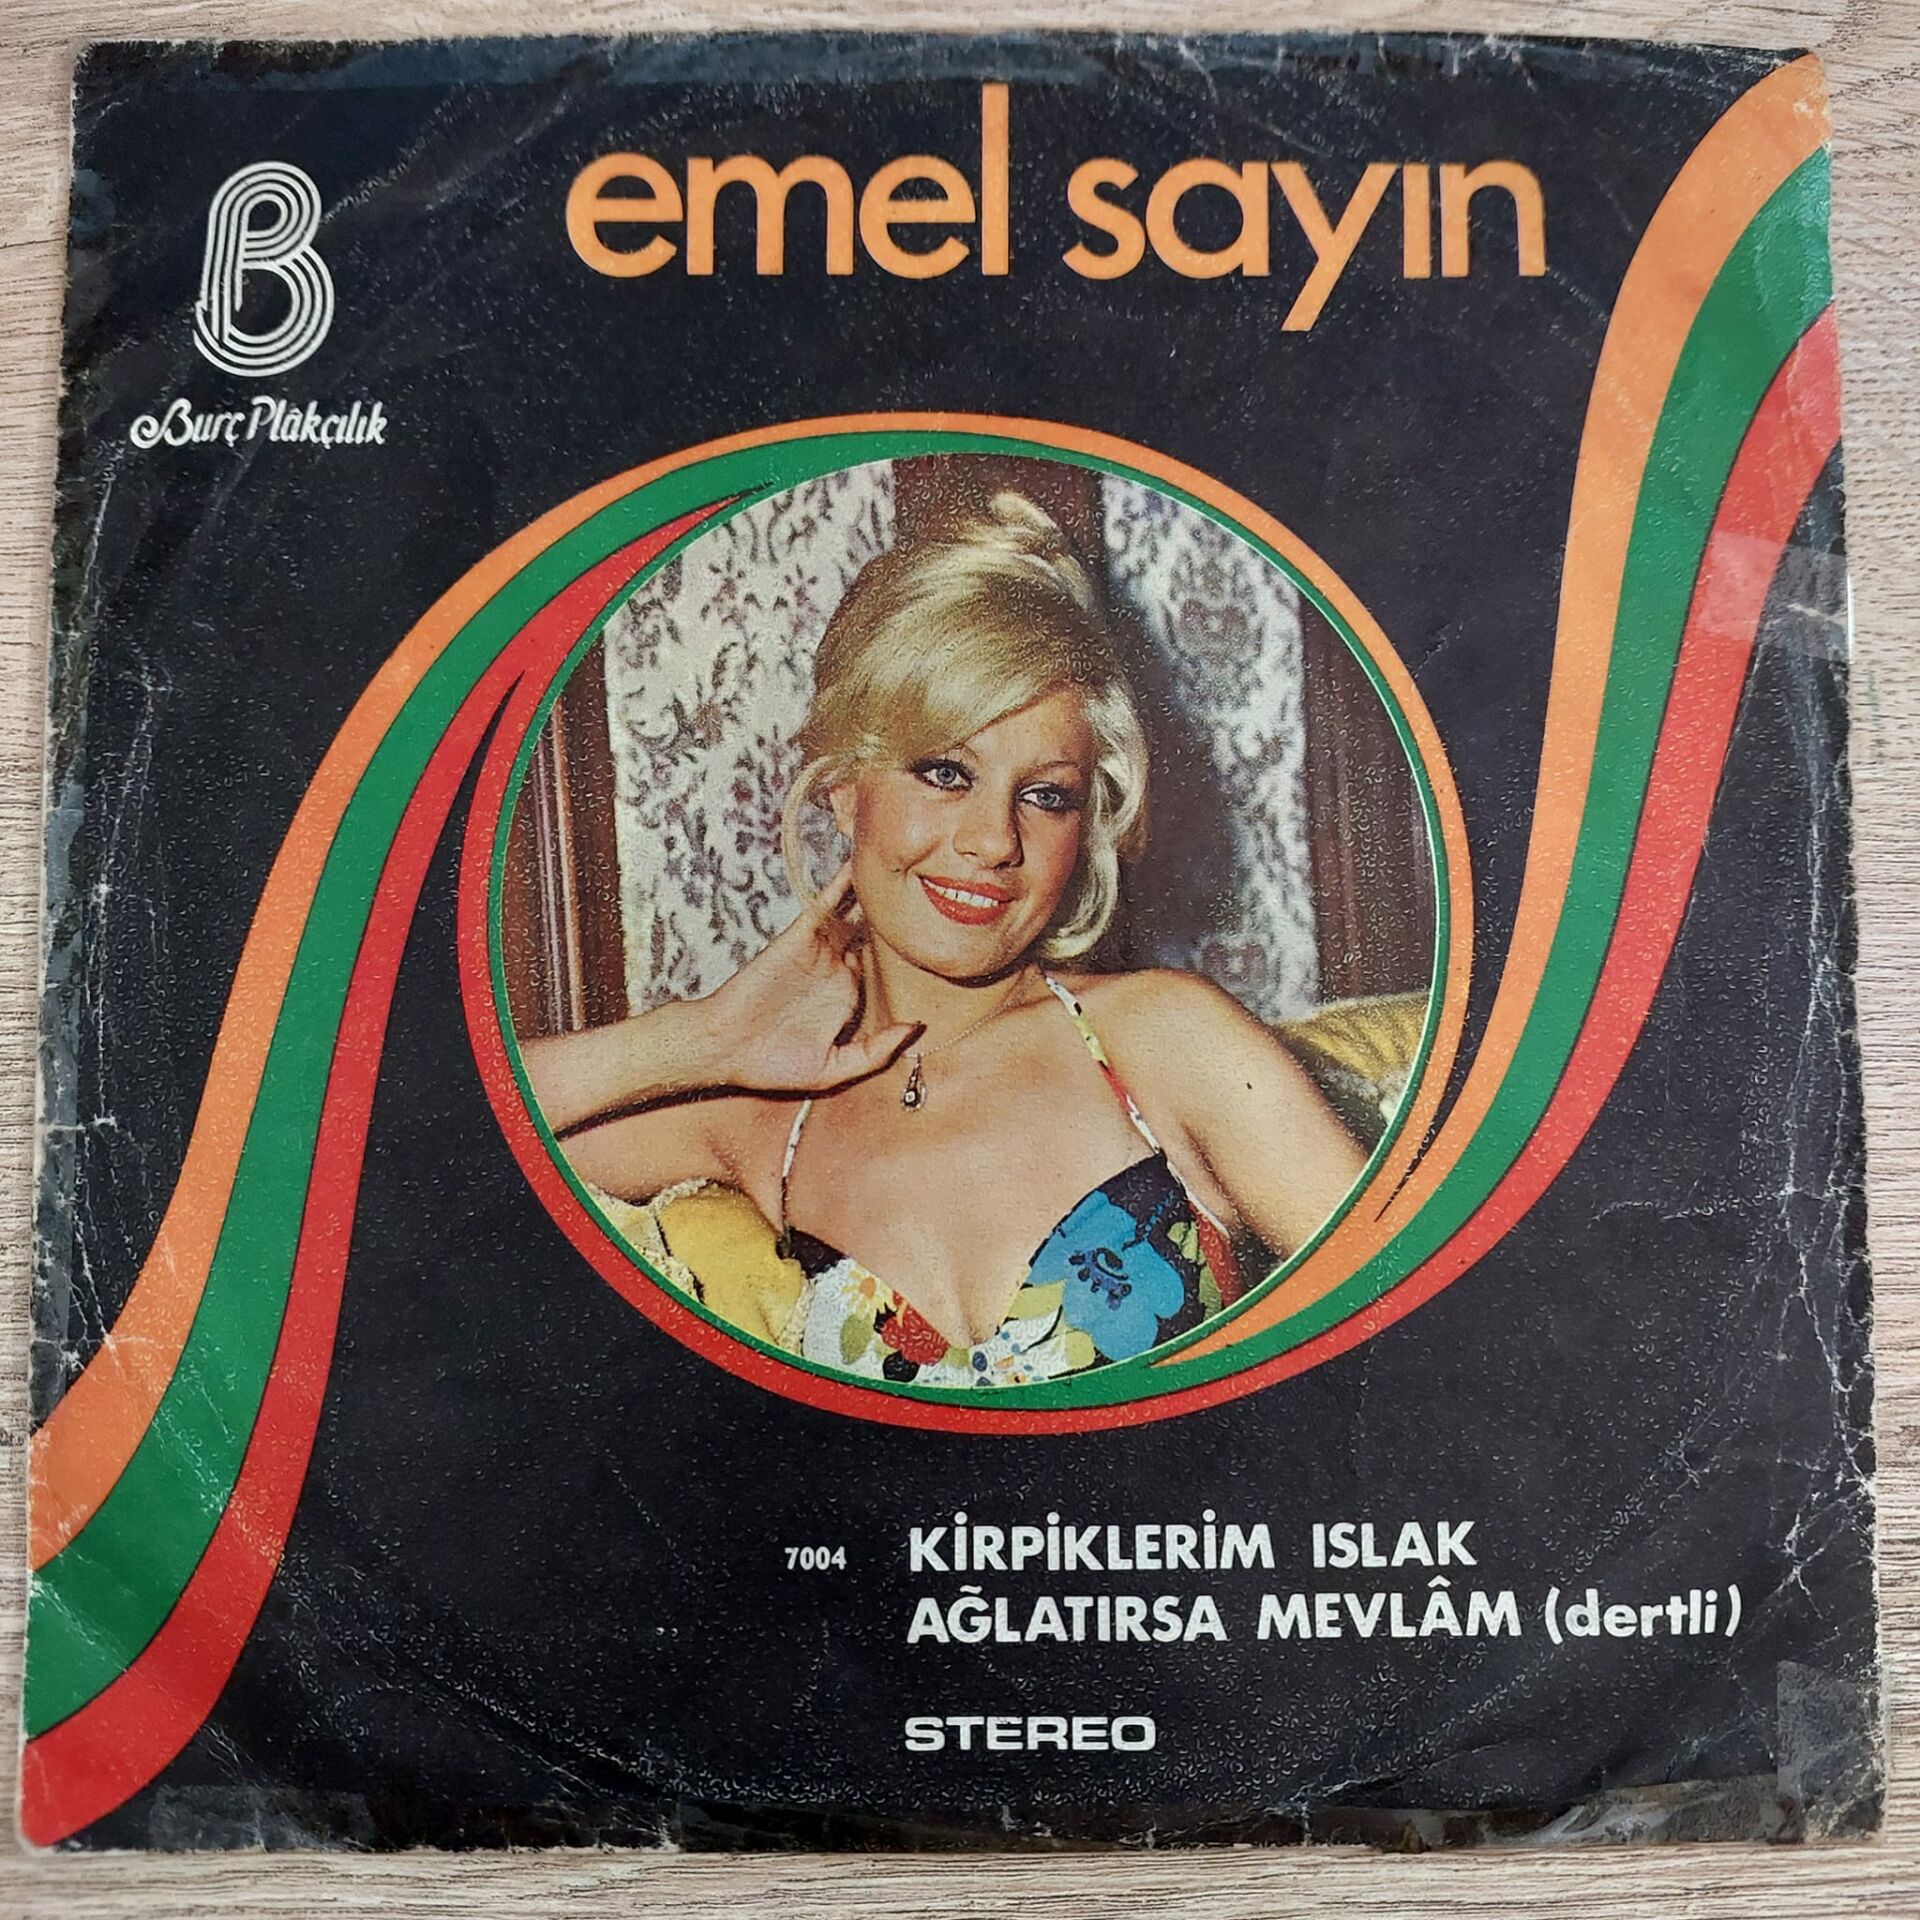 emel sayın
B
Burç Plâkçılık
7004 KİRPİKLERİM ISLAK
AĞLATIRSA MEVLÂM (dertli)
STEREO